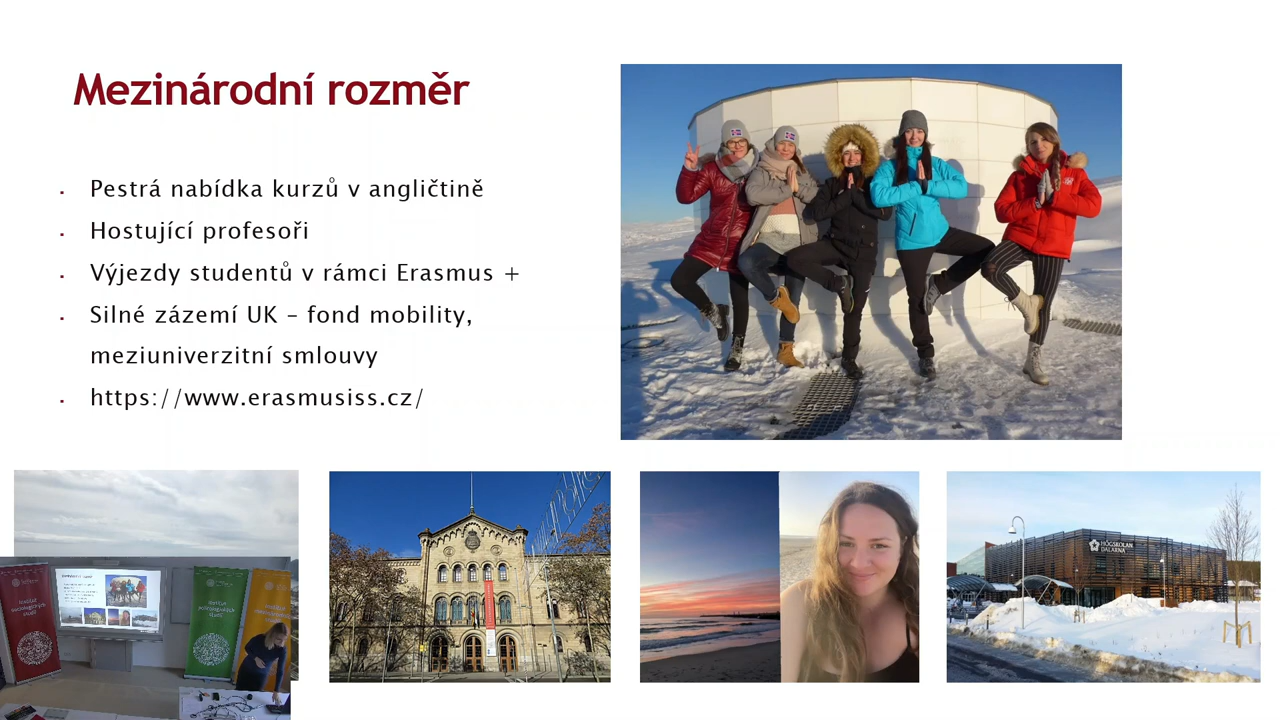 Mezinárodní rozměr
Pestrá nabídka kurzů v angličtině
Hostující profesoři
Výjezdy studentů v rámci Erasmus +
Silné zázemí UK – fond mobility,
meziuniverzitní smlouvy
https://www.erasmusiss.cz/
HÖGSKOLAN
DALARNA